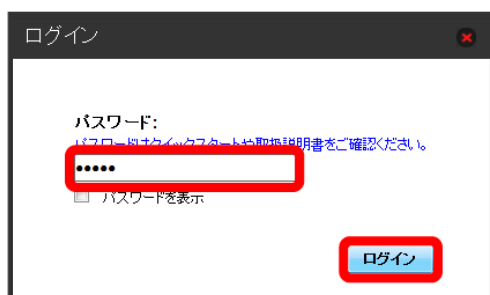 ログイン
パスワード:
パスワードはクイックスタートや取扱説明書をご確認ください。
•••••
パスワードを表示
ログイン